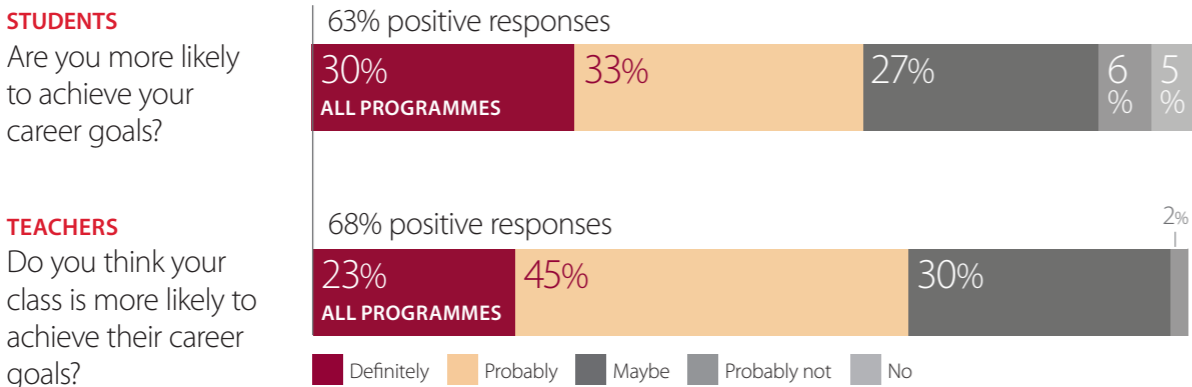 STUDENTS
Are you more likely
to achieve your
career goals?
63% positive responses
30%
ALL PROGRAMMES
33%
27%
6
%
5
%
TEACHERS
Do you think your
class is more likely to
achieve their career
goals?
68% positive responses
2%
23%
ALL PROGRAMMES
45%
30%
Definitely
Probably
Maybe
Probably not
No